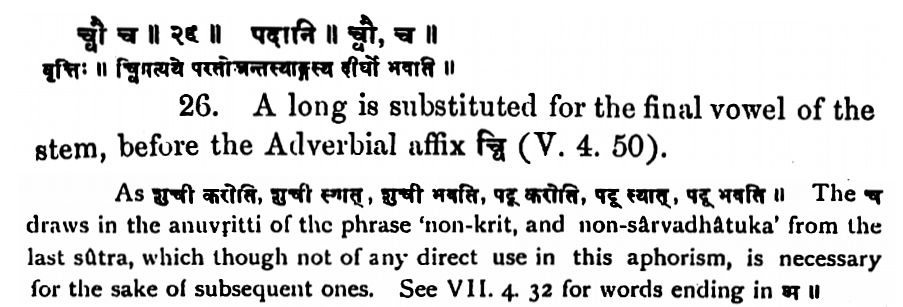 च्वौ च ॥ २६ ॥ पदानि ॥ च्वौ, च ॥
वृत्तिः ॥ च्विप्रत्यये परतोऽजन्तस्याङ्गस्य दीर्घो भवति ॥
26. A long is substituted for the final vowel of the
stem, before the Adverbial affix च्वि (V. 4. 50).
As शुची करोति, शुची स्यात्, शुची भवति, पटू करोति, पटू स्यात्, पटू भवति ॥ The च
draws in the anuvṛitti of the phrase 'non-krit, and non-sârvadhâtuka' from the
last sûtra, which though not of any direct use in this aphorism, is necessary
for the sake of subsequent ones. See VII. 4. 32 for words ending in अ ॥